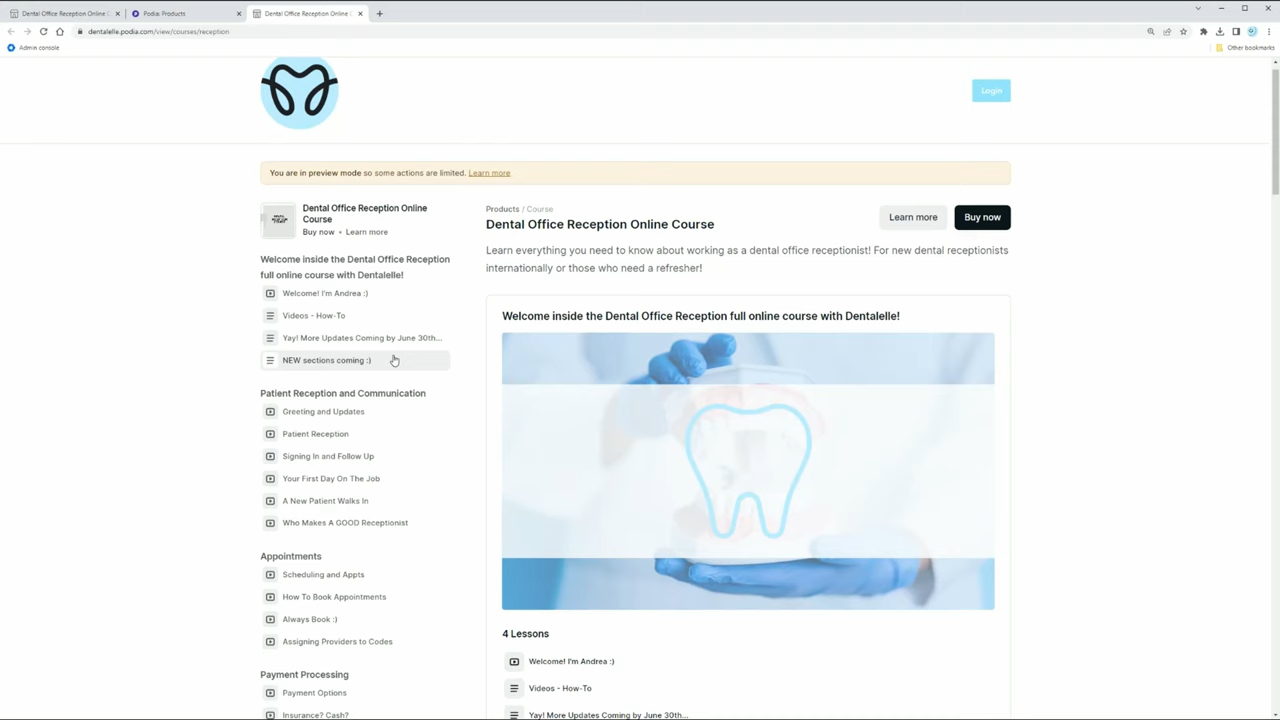 Dental Office Reception Online
Podia: Products
Dental Office Reception Online C
dentalelle.podia.com/view/courses/reception
Admin console
Other bookmarks
Login
You are in preview mode so some actions are limited. Learn more
Dental Office Reception Online
Course
Buy now • Learn more
Welcome inside the Dental Office Reception
full online course with Dentalelle!
Welcome! I'm Andrea :)
Videos - How-To
Yay! More Updates Coming by June 30th...
NEW sections coming :)
Patient Reception and Communication
Greeting and Updates
Patient Reception
Signing In and Follow Up
Your First Day On The Job
A New Patient Walks In
Who Makes A GOOD Receptionist
Appointments
Scheduling and Appts
How To Book Appointments
Always Book :)
Assigning Providers to Codes
Payment Processing
Payment Options
Insurance? Cash?
Products / Course
Dental Office Reception Online Course
Learn more
Buy now
Learn everything you need to know about working as a dental office receptionist! For new dental receptionists
internationally or those who need a refresher!
Welcome inside the Dental Office Reception full online course with Dentalelle!
4 Lessons
Welcome! I'm Andrea :)
Videos - How-To
Yay! More Updates Coming by June 30th...